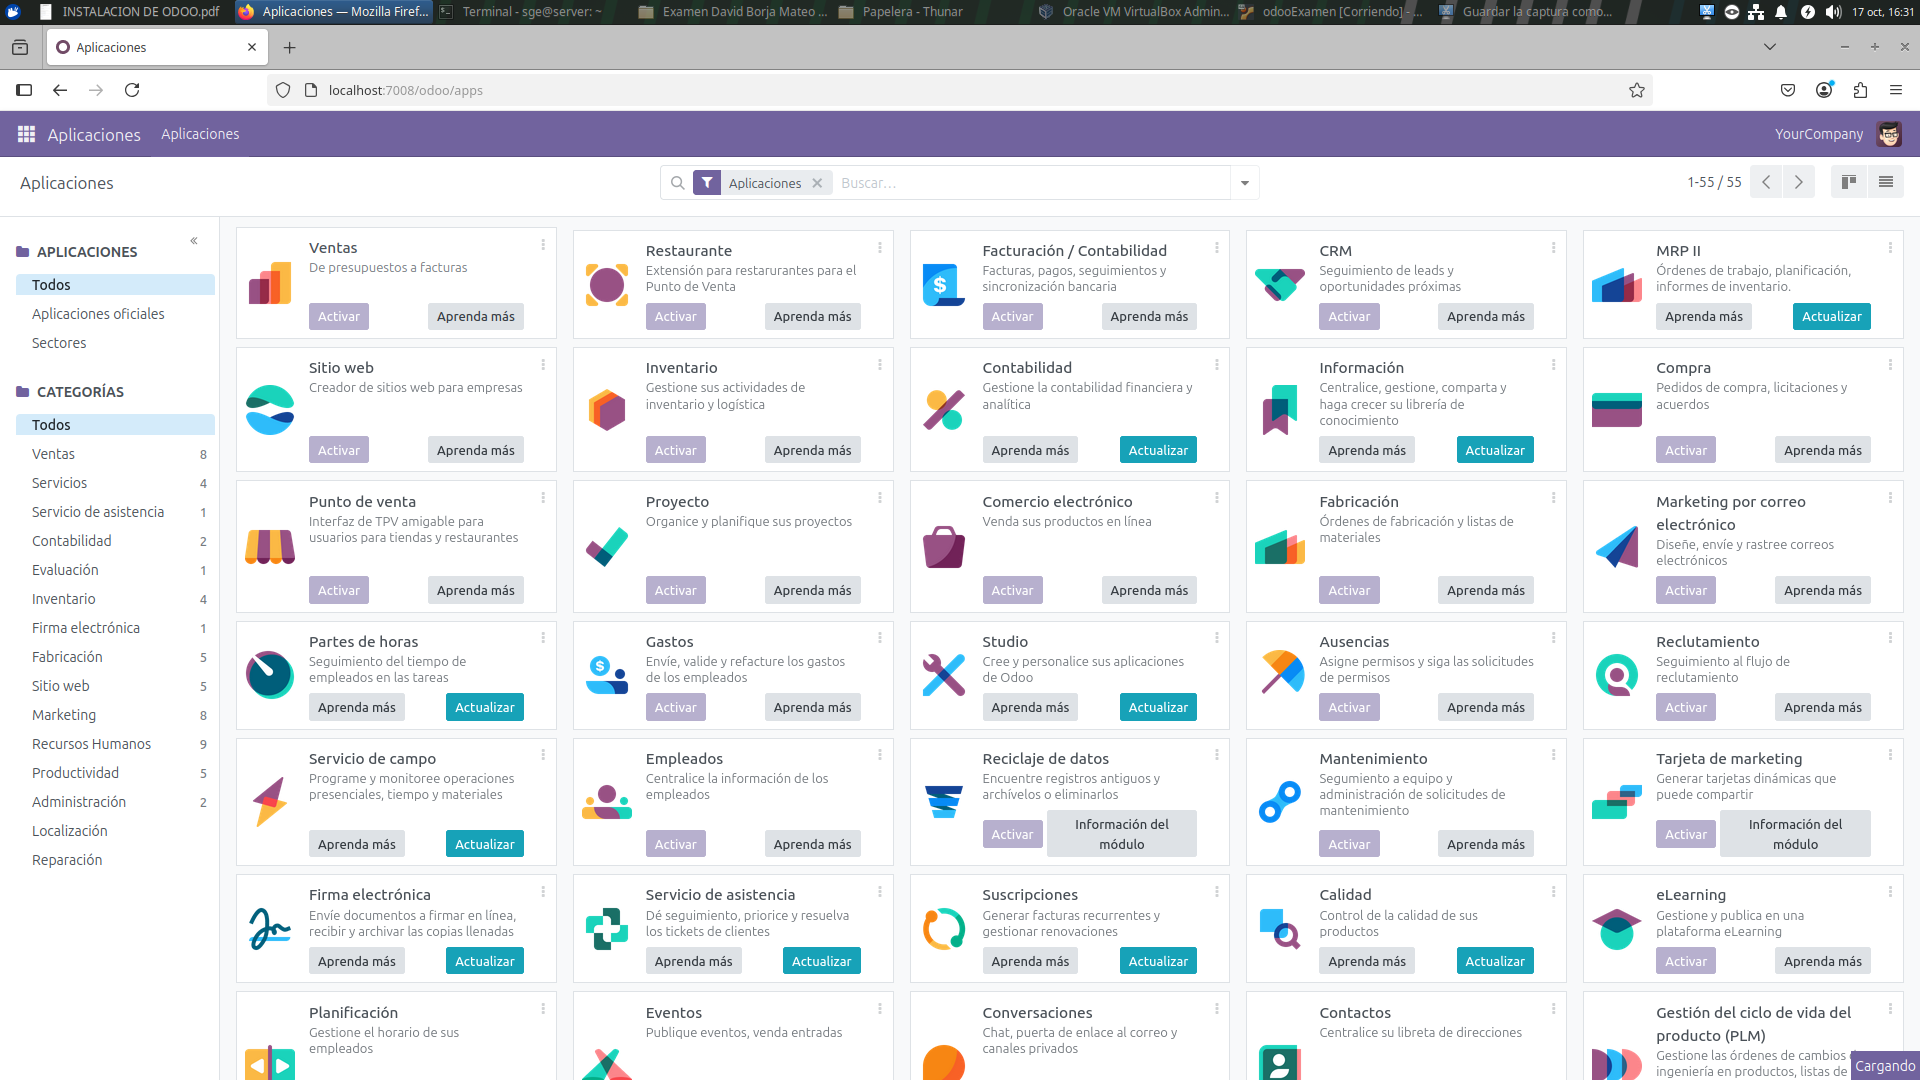 INSTALACION DE ODOO.pdf
Aplicaciones — Mozilla Firef...
Terminal - sge@server: ~
Examen David Borja Mateo ...
Papelera - Thunar
Oracle VM VirtualBox Admin...
odooExamen [Corriendo] - ...
Guardar la captura como...
17 oct, 16:31
Aplicaciones
localhost:7008/odoo/apps
Aplicaciones
Aplicaciones
YourCompany
Aplicaciones
Aplicaciones
Buscar...
1-55 / 55
APLICACIONES
Todos
Aplicaciones oficiales
Sectores
CATEGORÍAS
Todos
Ventas 8
Servicios 4
Servicio de asistencia 1
Contabilidad 2
Evaluación 1
Inventario 4
Firma electrónica 1
Fabricación 5
Sitio web 5
Marketing 8
Recursos Humanos 9
Productividad 5
Administración 2
Localización
Reparación
Ventas
De presupuestos a facturas
Activar
Aprenda más
Restaurante
Extensión para restarurantes para el
Punto de Venta
Activar
Aprenda más
Facturación / Contabilidad
Facturas, pagos, seguimientos y
sincronización bancaria
Activar
Aprenda más
CRM
Seguimiento de leads y
oportunidades próximas
Activar
Aprenda más
MRP II
Órdenes de trabajo, planificación,
informes de inventario.
Aprenda más
Actualizar
Sitio web
Creador de sitios web para empresas
Activar
Aprenda más
Inventario
Gestione sus actividades de
inventario y logística
Activar
Aprenda más
Contabilidad
Gestione la contabilidad financiera y
analítica
Aprenda más
Actualizar
Información
Centralice, gestione, comparta y
haga crecer su librería de
conocimiento
Aprenda más
Actualizar
Compra
Pedidos de compra, licitaciones y
acuerdos
Activar
Aprenda más
Punto de venta
Interfaz de TPV amigable para
usuarios para tiendas y restaurantes
Activar
Aprenda más
Proyecto
Organice y planifique sus proyectos
Activar
Aprenda más
Comercio electrónico
Venda sus productos en línea
Activar
Aprenda más
Fabricación
Órdenes de fabricación y listas de
materiales
Activar
Aprenda más
Marketing por correo
electrónico
Diseñe, envíe y rastree correos
electrónicos
Activar
Aprenda más
Partes de horas
Seguimiento del tiempo de
empleados en las tareas
Aprenda más
Actualizar
Gastos
Envíe, valide y refacture los gastos
de los empleados
Activar
Aprenda más
Studio
Cree y personalice sus aplicaciones
de Odoo
Aprenda más
Actualizar
Ausencias
Asigne permisos y siga las solicitudes
de permisos
Activar
Aprenda más
Reclutamiento
Seguimiento al flujo de
reclutamiento
Activar
Aprenda más
Servicio de campo
Programe y monitoree operaciones
presenciales, tiempo y materiales
Aprenda más
Actualizar
Empleados
Centralice la información de los
empleados
Activar
Aprenda más
Reciclaje de datos
Encuentre registros antiguos y
archívelos o eliminarlos
Activar
Información del
módulo
Mantenimiento
Segumiento a equipo y
administración de solicitudes de
mantenimiento
Activar
Aprenda más
Tarjeta de marketing
Generar tarjetas dinámicas que
puede compartir
Activar
Información del
módulo
Firma electrónica
Envíe documentos a firmar en línea,
recibir y archivar las copias llenadas
Aprenda más
Actualizar
Servicio de asistencia
Dé seguimiento, priorice y resuelva
los tickets de clientes
Aprenda más
Actualizar
Suscripciones
Generar facturas recurrentes y
gestionar renovaciones
Aprenda más
Actualizar
Calidad
Control de la calidad de sus
productos
Aprenda más
Actualizar
eLearning
Gestione y publica en una
plataforma eLearning
Activar
Aprenda más
Planificación
Gestione el horario de sus
empleados
Eventos
Publique eventos, venda entradas
Conversaciones
Chat, puerta de enlace al correo y
canales privados
Contactos
Centralice su libreta de direcciones
Gestión del ciclo de vida del
producto (PLM)
Gestione las órdenes de cambios
ingeniería en productos, listas de
Cargando